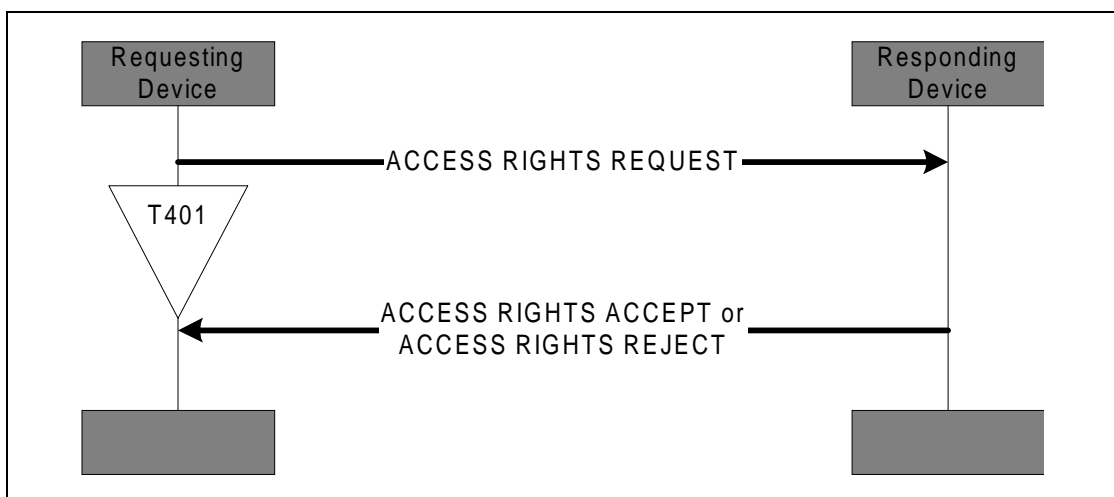 Requesting
Device
Responding
Device
ACCESS RIGHTS REQUEST
T401
ACCESS RIGHTS ACCEPT or
ACCESS RIGHTS REJECT